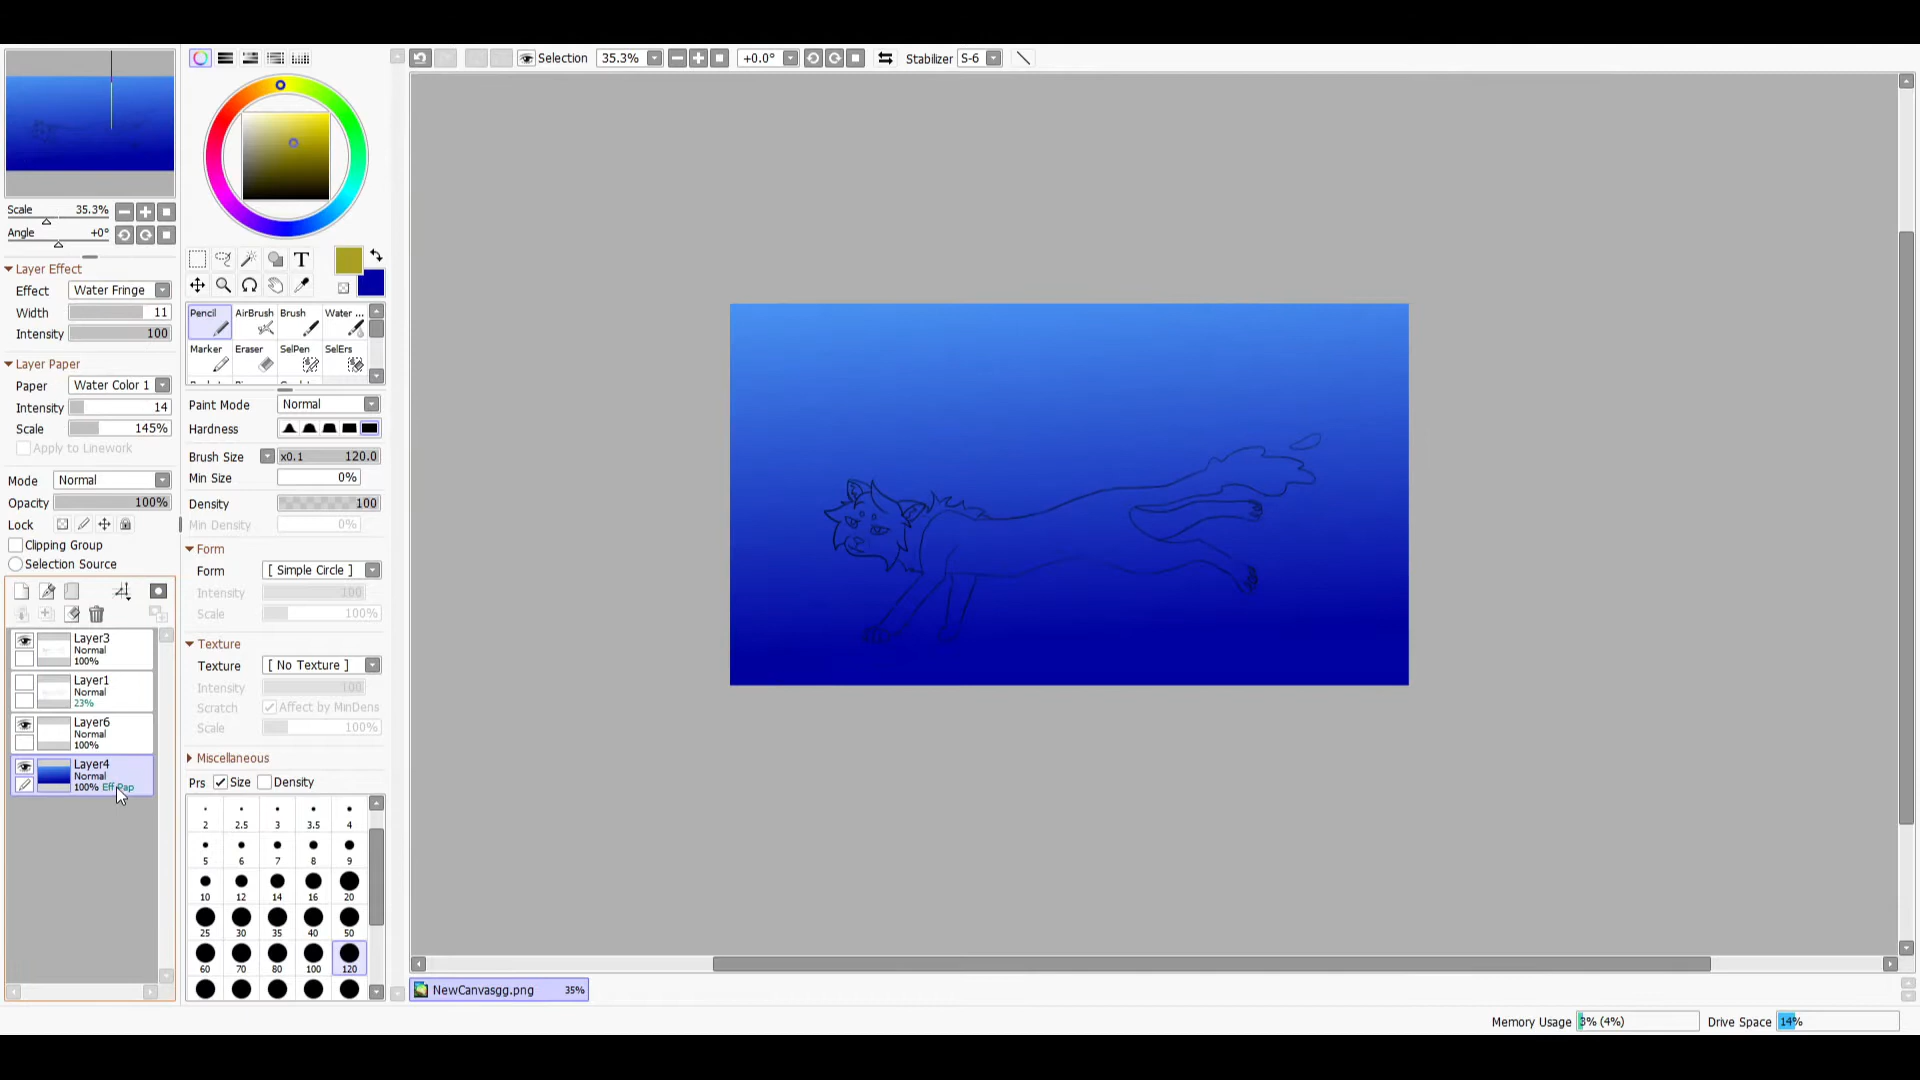 Selection 35.3% +0.0° Stabilizer S-6
Scale 35.3%
Angle +0°
Layer Effect
Effect Water Fringe
Width 11
Intensity 100
Layer Paper
Paper Water Color 1
Intensity 14
Scale 145%
Apply to Linework
Mode Normal
Opacity 100%
Lock
Clipping Group
Selection Source
Layer3
Normal
100%
Layer1
Normal
23%
Layer6
Normal
100%
Layer4
Normal
100% Eff Pap
T
Pencil AirBrush Brush Water ...
Marker Eraser SelPen SelErs
Paint Mode Normal
Hardness
Brush Size x0.1 120.0
Min Size 0%
Density 100
Min Density 0%
Form
Form [ Simple Circle ]
Intensity 100
Scale 100%
Texture
Texture [ No Texture ]
Intensity 100
Scratch Affect by MinDens
Scale 100%
Miscellaneous
Prs Size Density
2 2.5 3 3.5 4
5 6 7 8 9
10 12 14 16 20
25 30 35 40 50
60 70 80 100 120
NewCanvasgg.png 35%
Memory Usage 3% (4%) Drive Space 14%